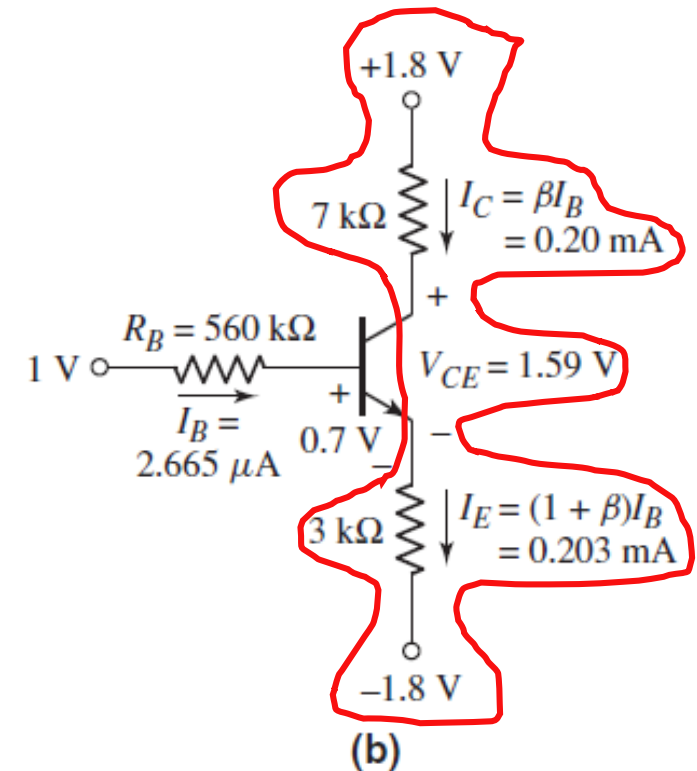 +1.8 V
7 kΩ
I_C = βI_B
= 0.20 mA
+
R_B = 560 kΩ
1 V
V_CE = 1.59 V
+
I_B =
2.665 μA
0.7 V
−
−
3 kΩ
I_E = (1 + β)I_B
= 0.203 mA
–1.8 V
(b)